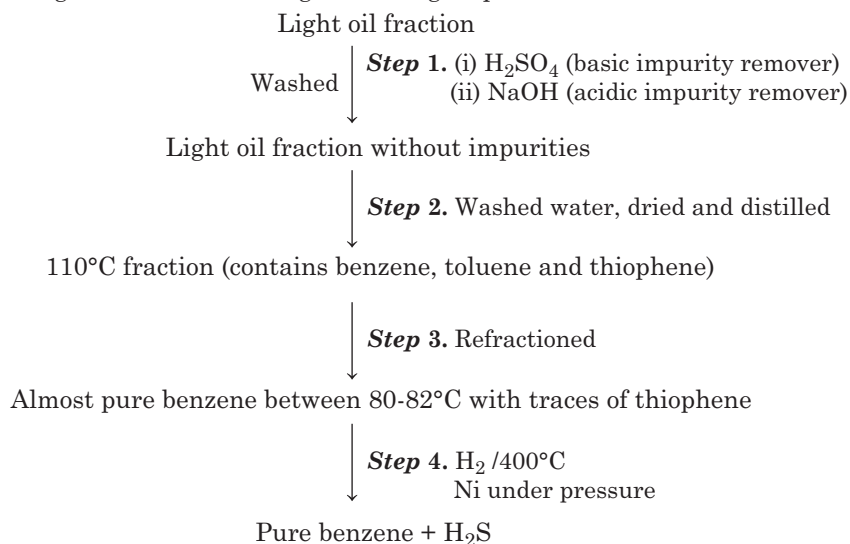 Light oil fraction
Washed
Step 1. (i) H₂SO₄ (basic impurity remover)
(ii) NaOH (acidic impurity remover)
Light oil fraction without impurities
Step 2. Washed water, dried and distilled
110°C fraction (contains benzene, toluene and thiophene)
Step 3. Refractioned
Almost pure benzene between 80-82°C with traces of thiophene
Step 4. H₂ /400°C
Ni under pressure
Pure benzene + H₂S